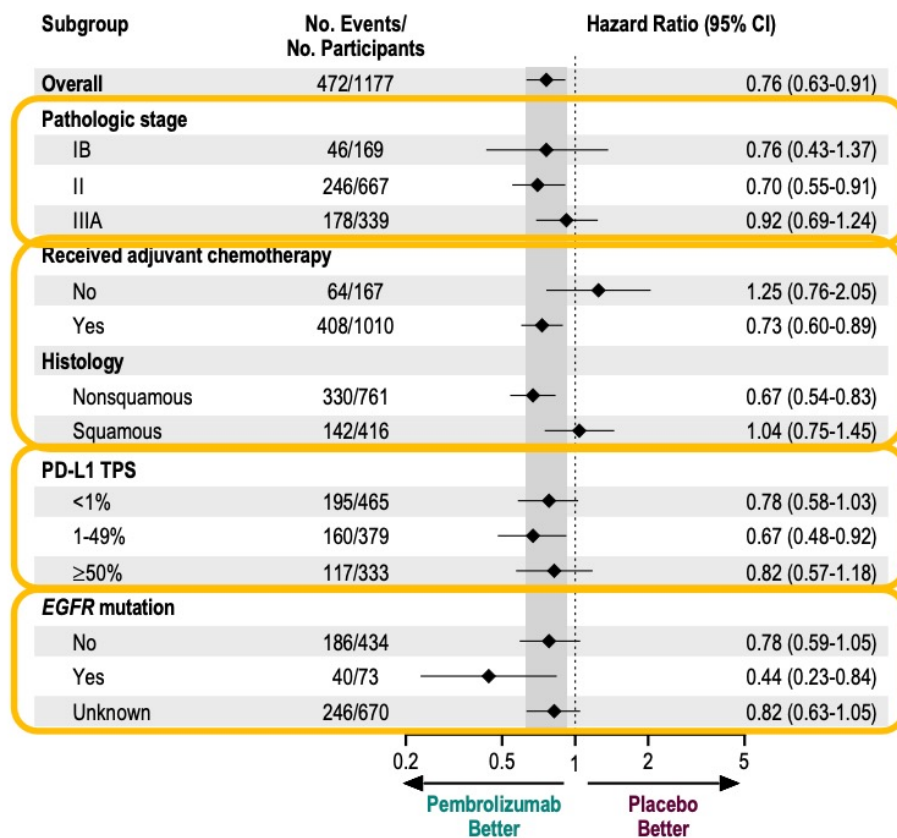 Subgroup No. Events/ Hazard Ratio (95% CI)
No. Participants
Overall 472/1177 0.76 (0.63-0.91)
Pathologic stage
IB 46/169 0.76 (0.43-1.37)
II 246/667 0.70 (0.55-0.91)
IIIA 178/339 0.92 (0.69-1.24)
Received adjuvant chemotherapy
No 64/167 1.25 (0.76-2.05)
Yes 408/1010 0.73 (0.60-0.89)
Histology
Nonsquamous 330/761 0.67 (0.54-0.83)
Squamous 142/416 1.04 (0.75-1.45)
PD-L1 TPS
<1% 195/465 0.78 (0.58-1.03)
1-49% 160/379 0.67 (0.48-0.92)
≥50% 117/333 0.82 (0.57-1.18)
EGFR mutation
No 186/434 0.78 (0.59-1.05)
Yes 40/73 0.44 (0.23-0.84)
Unknown 246/670 0.82 (0.63-1.05)
0.2 0.5 1 2 5
Pembrolizumab Placebo
Better Better